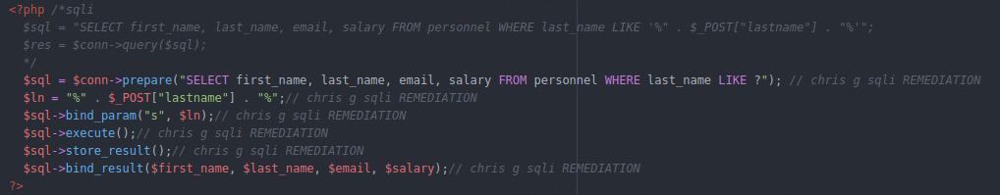 <?php /*sqli
$sql = "SELECT first_name, last_name, email, salary FROM personnel WHERE last_name LIKE '%" . $_POST["lastname"] . "%'";
$res = $conn->query($sql);
*/
$sql = $conn->prepare("SELECT first_name, last_name, email, salary FROM personnel WHERE last_name LIKE ?"); // chris g sqli REMEDIATION
$ln = "%" . $_POST["lastname"] . "%";// chris g sqli REMEDIATION
$sql->bind_param("s", $ln);// chris g sqli REMEDIATION
$sql->execute();// chris g sqli REMEDIATION
$sql->store_result();// chris g sqli REMEDIATION
$sql->bind_result($first_name, $last_name, $email, $salary);// chris g sqli REMEDIATION
?>